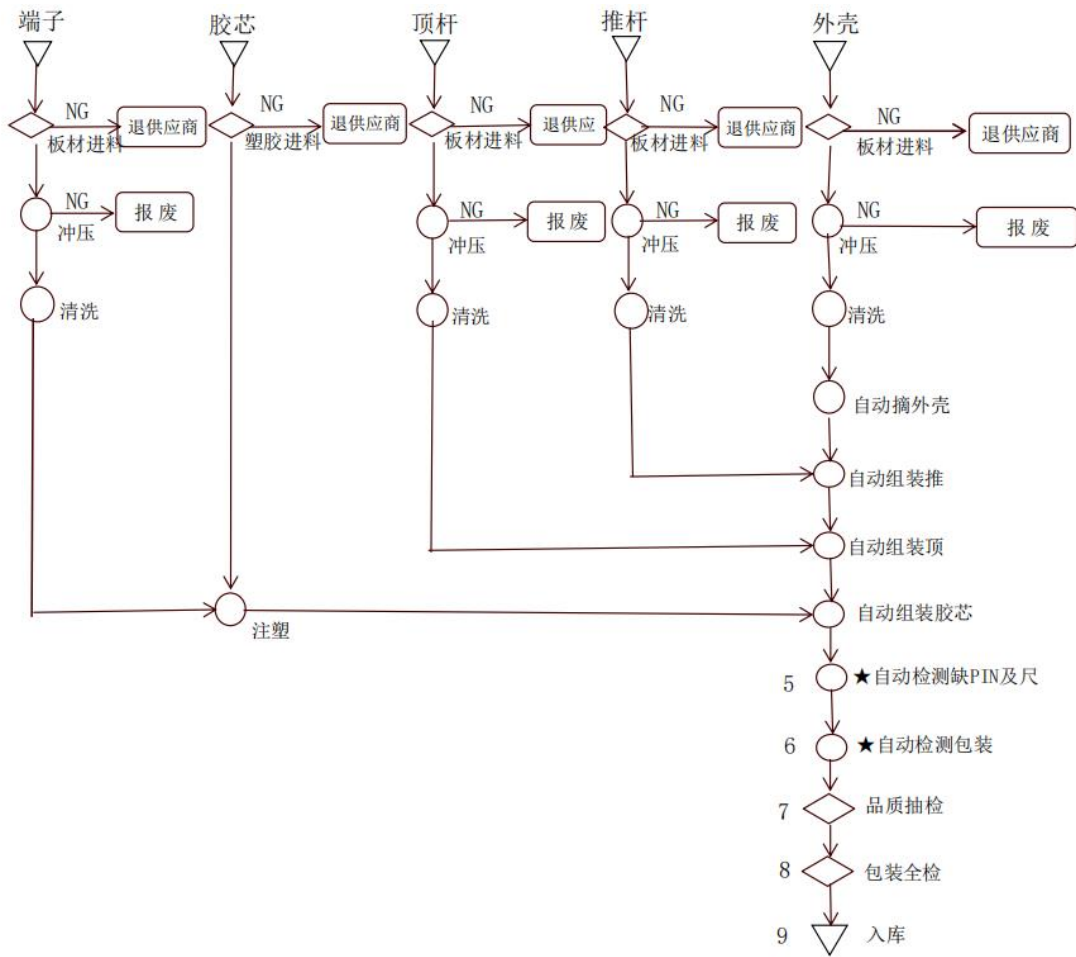 端子
胶芯
顶杆
推杆
外壳
NG
退供应商
NG
退供应商
NG
退供应
NG
退供应商
NG
退供应商
板材进料
塑胶进料
板材进料
板材进料
板材进料
NG
报废
冲压
NG
报废
冲压
NG
报废
冲压
NG
报废
冲压
清洗
清洗
清洗
清洗
自动摘外壳
自动组装推
自动组装顶
自动组装胶芯
注塑
5 ★自动检测缺PIN及尺
6 ★自动检测包装
7 品质抽检
8 包装全检
9 入库